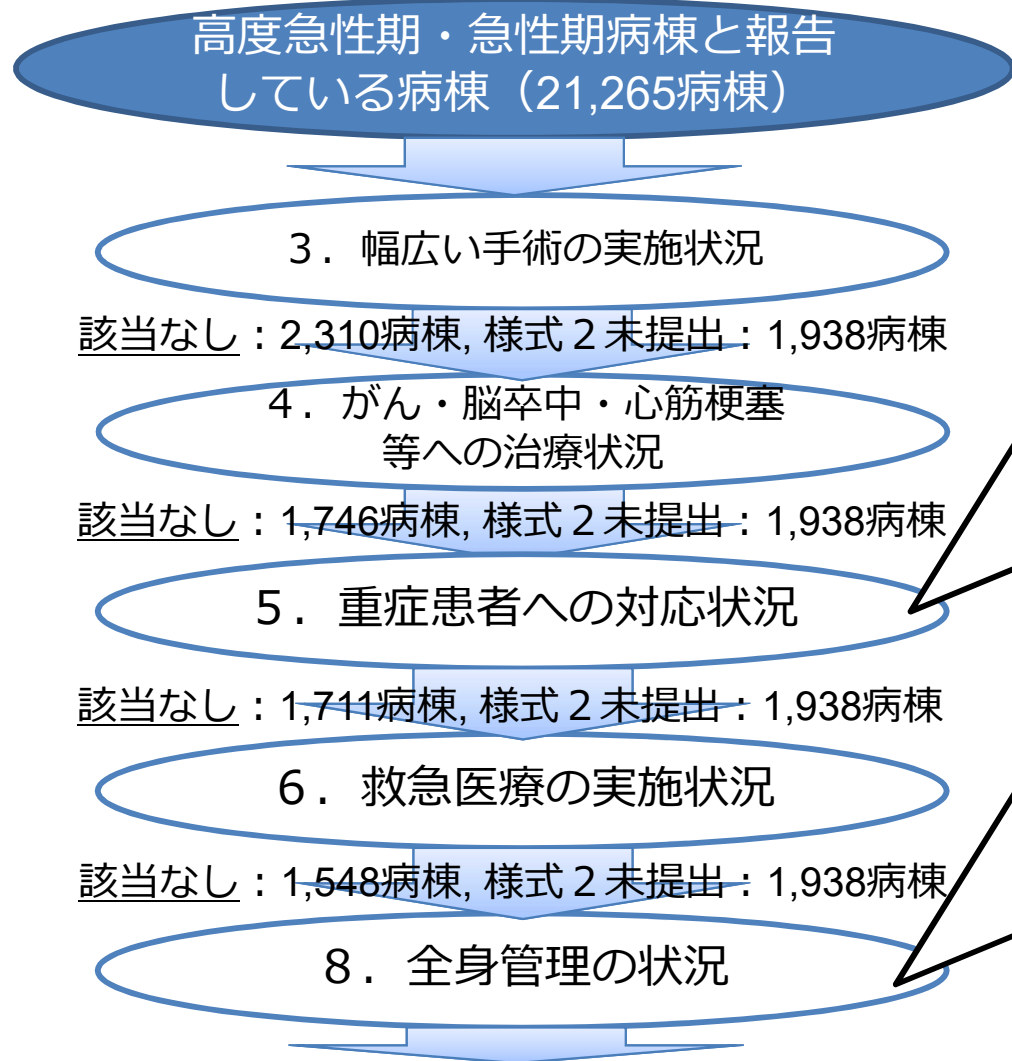 高度急性期・急性期病棟と報告
している病棟（21,265病棟）
３．幅広い手術の実施状況
該当なし：2,310病棟, 様式２未提出：1,938病棟
４．がん・脳卒中・心筋梗塞
等への治療状況
該当なし：1,746病棟, 様式２未提出：1,938病棟
５．重症患者への対応状況
該当なし：1,711病棟, 様式２未提出：1,938病棟
６．救急医療の実施状況
該当なし：1,548病棟, 様式２未提出：1,938病棟
８．全身管理の状況